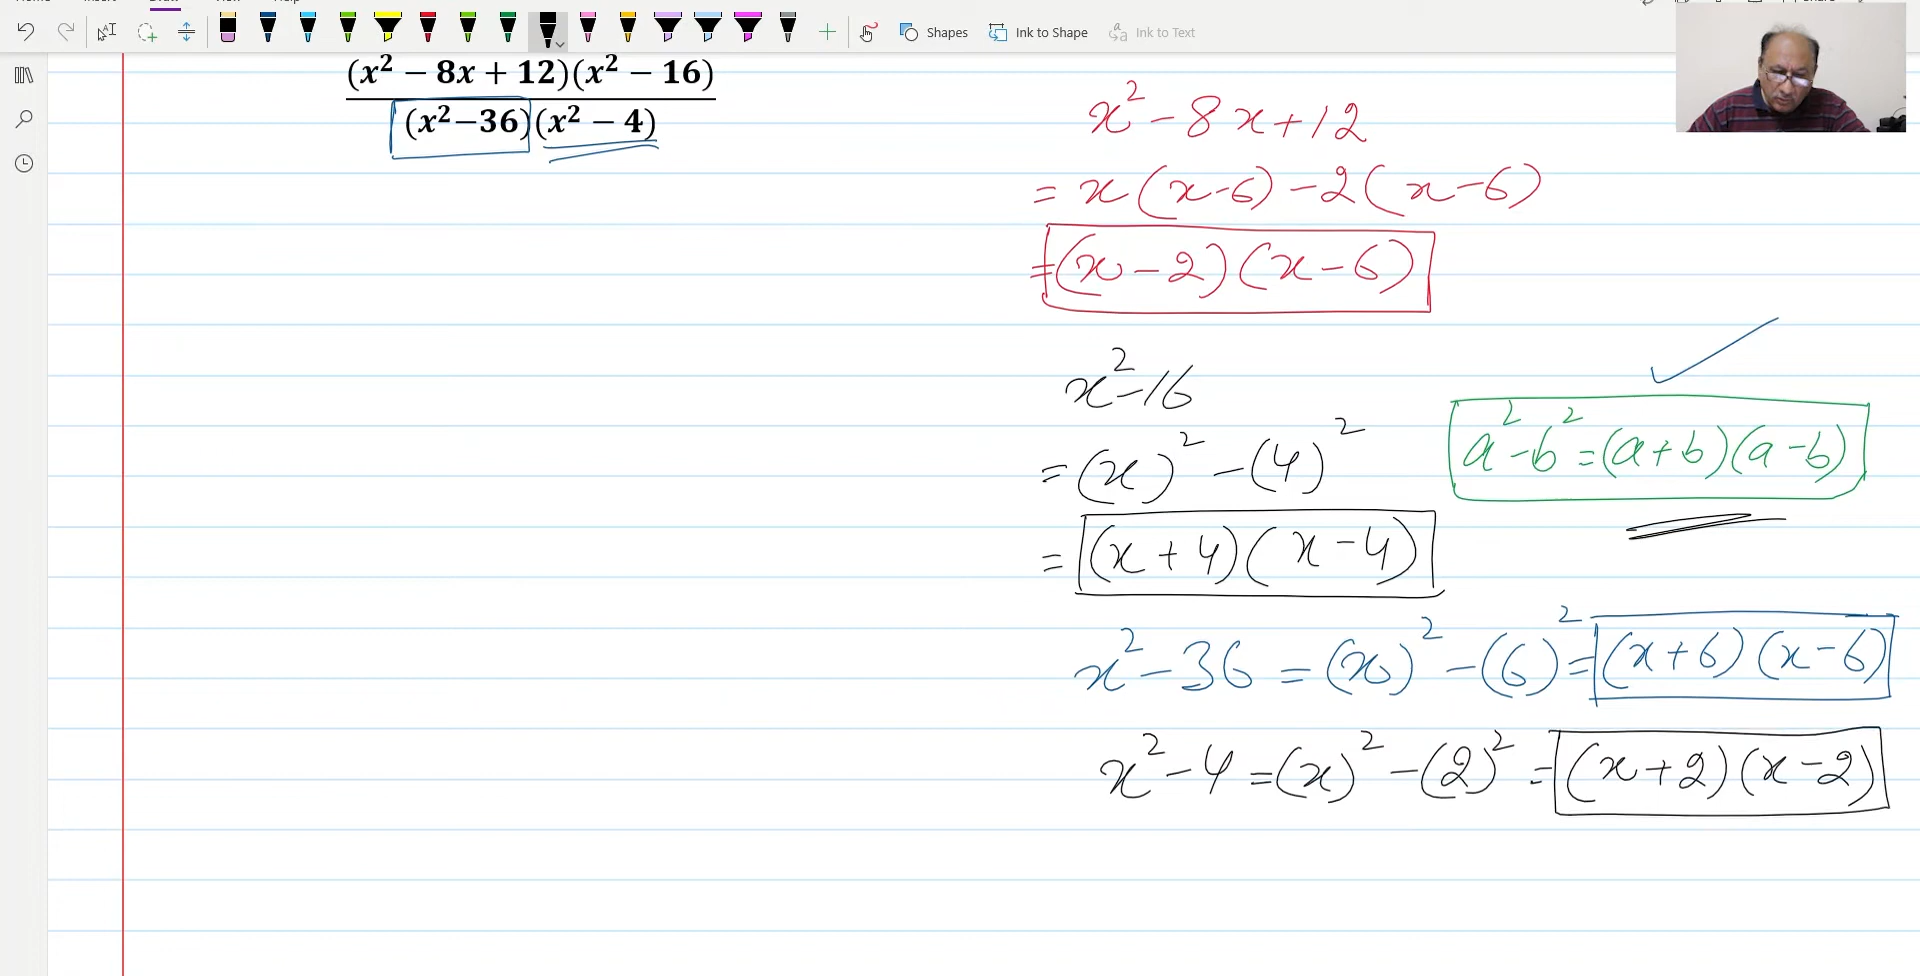 Shapes Ink to Shape Ink to Text
(x² − 8x + 12)(x² − 16)
(x²−36)(x² − 4)
x² - 8x + 12
= x(x-6) - 2(x-6)
=(x-2)(x-6)
x²-16
=(x)² -(4)²
a²-b²=(a+b)(a-b)
= (x+4)(x-4)
x²-36 = (x)² -(6)² =(x+6)(x-6)
x²-4 =(x)² -(2)² =(x+2)(x-2)